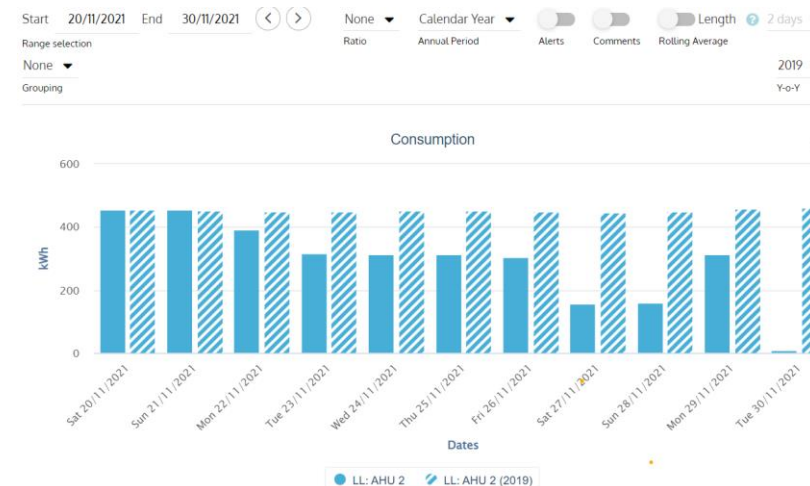 Start 20/11/2021 End 30/11/2021 None Calendar Year Length ? 2 days
Range selection Ratio Annual Period Alerts Comments Rolling Average
None 2019
Grouping Y-o-Y
Consumption
600
400
200
0
kWh
Sat 20/11/2021
Sun 21/11/2021
Mon 22/11/2021
Tue 23/11/2021
Wed 24/11/2021
Thu 25/11/2021
Fri 26/11/2021
Sat 27/11/2021
Sun 28/11/2021
Mon 29/11/2021
Tue 30/11/2021
Dates
LL: AHU 2 LL: AHU 2 (2019)